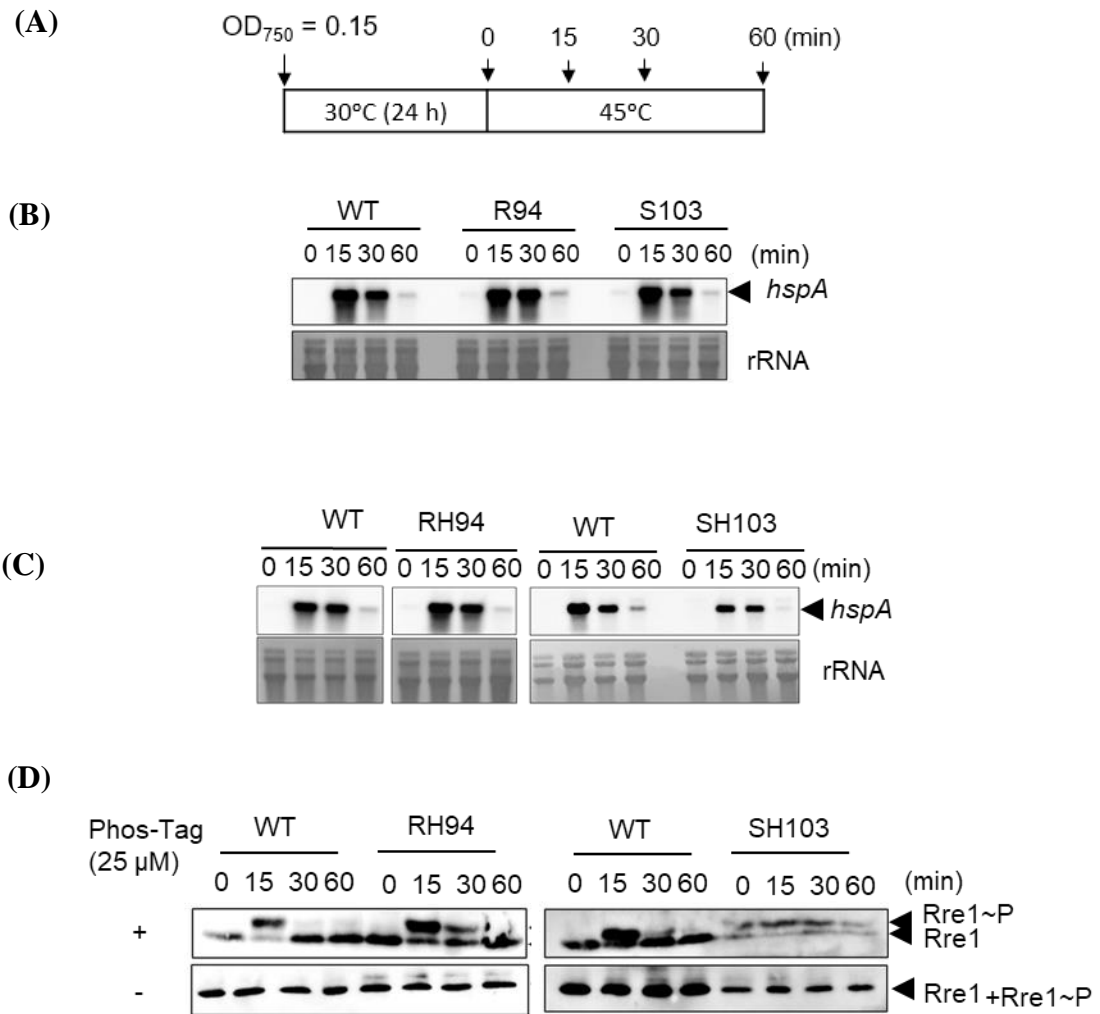 (A)
OD750 = 0.15
0 15 30 60 (min)
30°C (24 h) 45°C
(B)
WT R94 S103
0 15 30 60 0 15 30 60 0 15 30 60 (min)
hspA
rRNA
(C)
WT RH94 WT SH103
0 15 30 60 0 15 30 60 0 15 30 60 0 15 30 60 (min)
hspA
rRNA
(D)
Phos-Tag
(25 µM)
WT RH94 WT SH103
0 15 30 60 0 15 30 60 0 15 30 60 0 15 30 60 (min)
+ Rre1~P
Rre1
- Rre1+Rre1~P